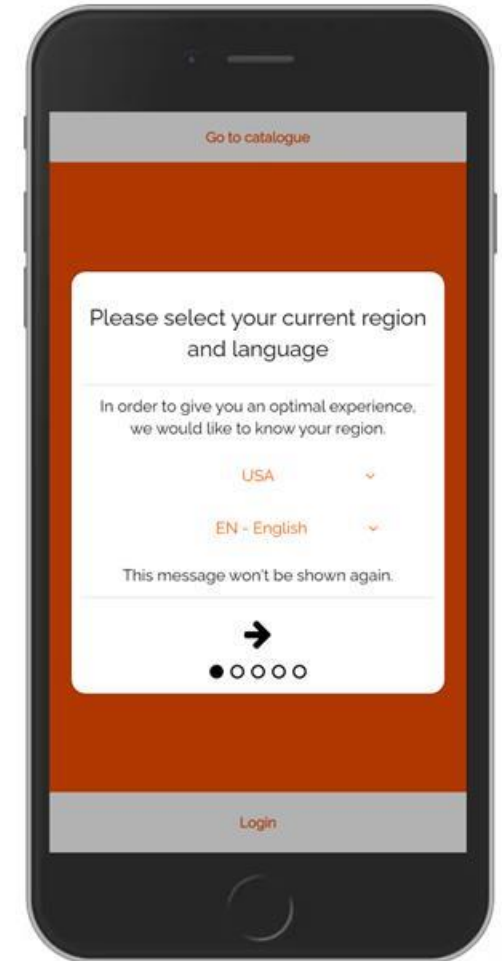 Go to catalogue
Please select your current region
and language
In order to give you an optimal experience,
we would like to know your region.
USA
EN - English
This message won't be shown again.
Login